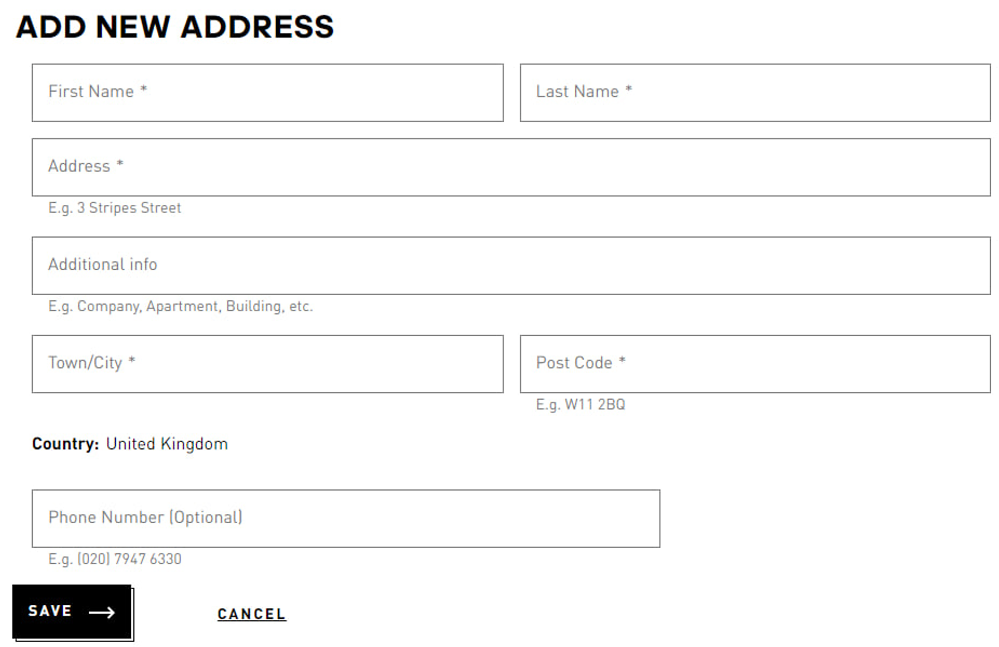 ADD NEW ADDRESS
First Name *
Last Name *
Address *
E.g. 3 Stripes Street
Additional info
E.g. Company, Apartment, Building, etc.
Town/City *
Post Code *
E.g. W11 2BQ
Country: United Kingdom
Phone Number (Optional)
E.g. (020) 7947 6330
SAVE
CANCEL